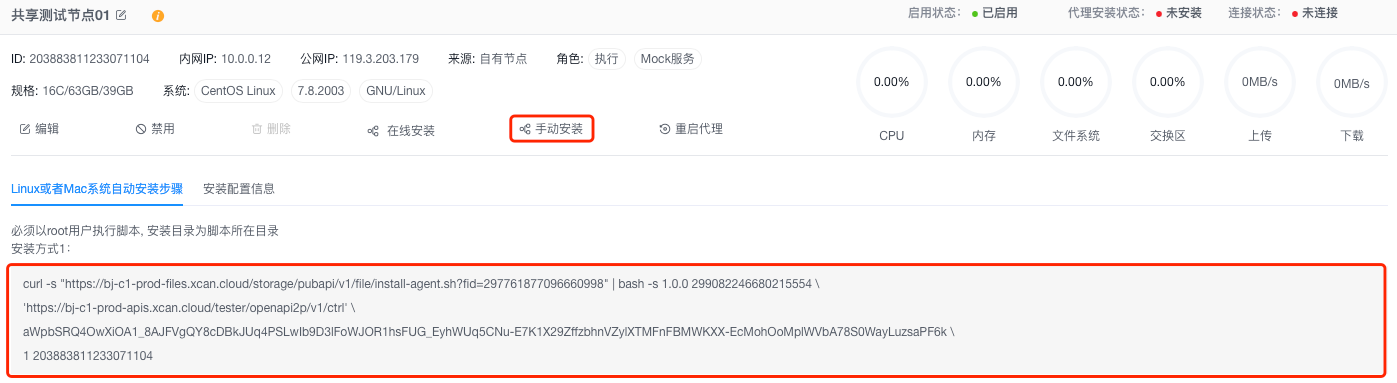 共享测试节点01
启用状态： 已启用 代理安装状态： 未安装 连接状态： 未连接
ID: 203883811233071104 内网IP: 10.0.0.12 公网IP: 119.3.203.179 来源: 自有节点 角色: 执行 Mock服务
规格: 16C/63GB/39GB 系统: CentOS Linux 7.8.2003 GNU/Linux
0.00% 0.00% 0.00% 0.00% 0MB/s 0MB/s
CPU 内存 文件系统 交换区 上传 下载
编辑 禁用 删除 在线安装 手动安装 重启代理
Linux或者Mac系统自动安装步骤 安装配置信息
必须以root用户执行脚本, 安装目录为脚本所在目录
安装方式1：
curl -s "https://bj-c1-prod-files.xcan.cloud/storage/pubapi/v1/file/install-agent.sh?fid=297761877096660998" | bash -s 1.0.0 299082246680215554 \
'https://bj-c1-prod-apis.xcan.cloud/tester/openapi2p/v1/ctrl' \
aWpbSRQ4OwXiOA1_8AJFVgQY8cDBkJUq4PSLwIb9D3lFoWJOR1hsFUG_EyhWUq5CNu-E7K1X29ZffzbhnVZylXTMFnFBMWKXX-EcMohOoMplWVbA78S0WayLuzsaPF6k \
1 203883811233071104